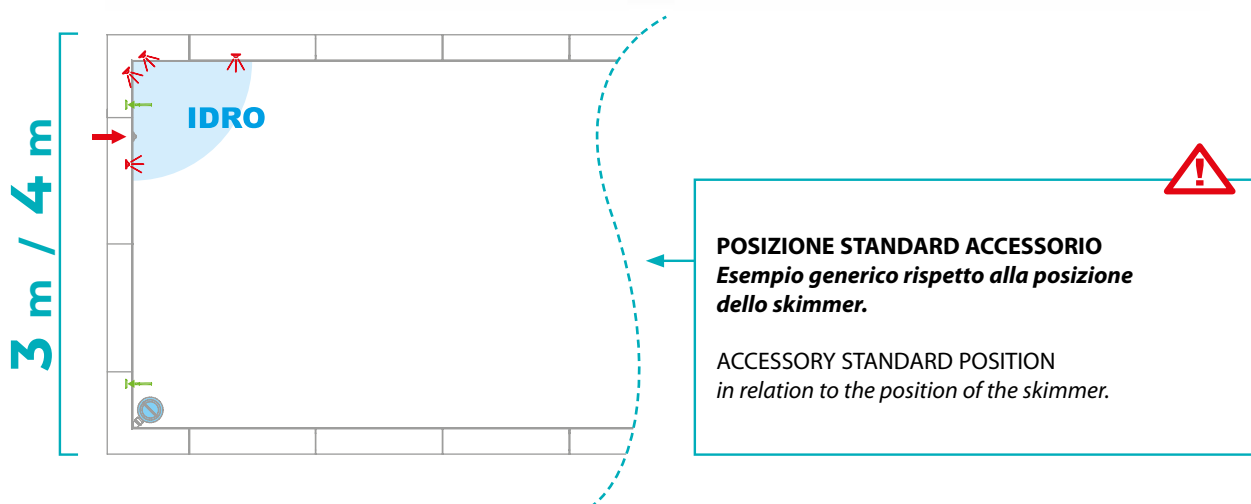 3 m / 4 m
IDRO
!
POSIZIONE STANDARD ACCESSORIO
Esempio generico rispetto alla posizione
dello skimmer.
ACCESSORY STANDARD POSITION
in relation to the position of the skimmer.